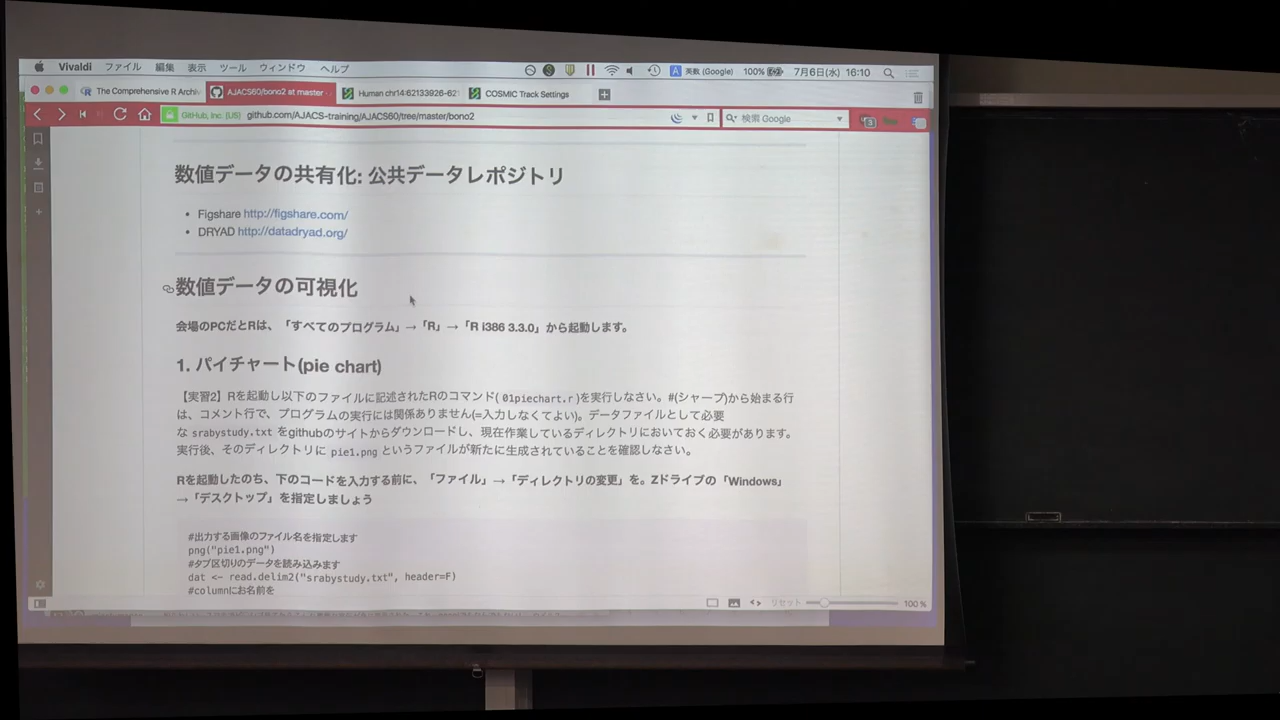 Vivaldi ファイル 編集 表示 ツール ウィンドウ ヘルプ A 英数 (Google) 100% 7月6日(水) 16:10
The Comprehensive R Archiv AJACS60/bono2 at master · Human chr14:62133926-62 COSMIC Track Settings
GitHub, Inc. [US] github.com/AJACS-training/AJACS60/tree/master/bono2 検索 Google 3
数値データの共有化: 公共データレポジトリ
• Figshare http://figshare.com/
• DRYAD http://datadryad.org/
数値データの可視化
会場のPCだとRは、「すべてのプログラム」→「R」→「R i386 3.3.0」から起動します。
1. パイチャート(pie chart)
【実習2】Rを起動し以下のファイルに記述されたRのコマンド( 01piechart.r )を実行しなさい。#(シャープ)から始まる行
は、コメント行で、プログラムの実行には関係ありません(=入力しなくてよい)。データファイルとして必要
な srabystudy.txt をgithubのサイトからダウンロードし、現在作業しているディレクトリにおいておく必要があります。
実行後、そのディレクトリに pie1.png というファイルが新たに生成されていることを確認しなさい。
Rを起動したのち、下のコードを入力する前に、「ファイル」→「ディレクトリの変更」を。Zドライブの「Windows」
→「デスクトップ」を指定しましょう
#出力する画像のファイル名を指定します
png("pie1.png")
#タブ区切りのデータを読み込みます
dat <- read.delim2("srabystudy.txt", header=F)
#columnにお名前を
リセット 100 %